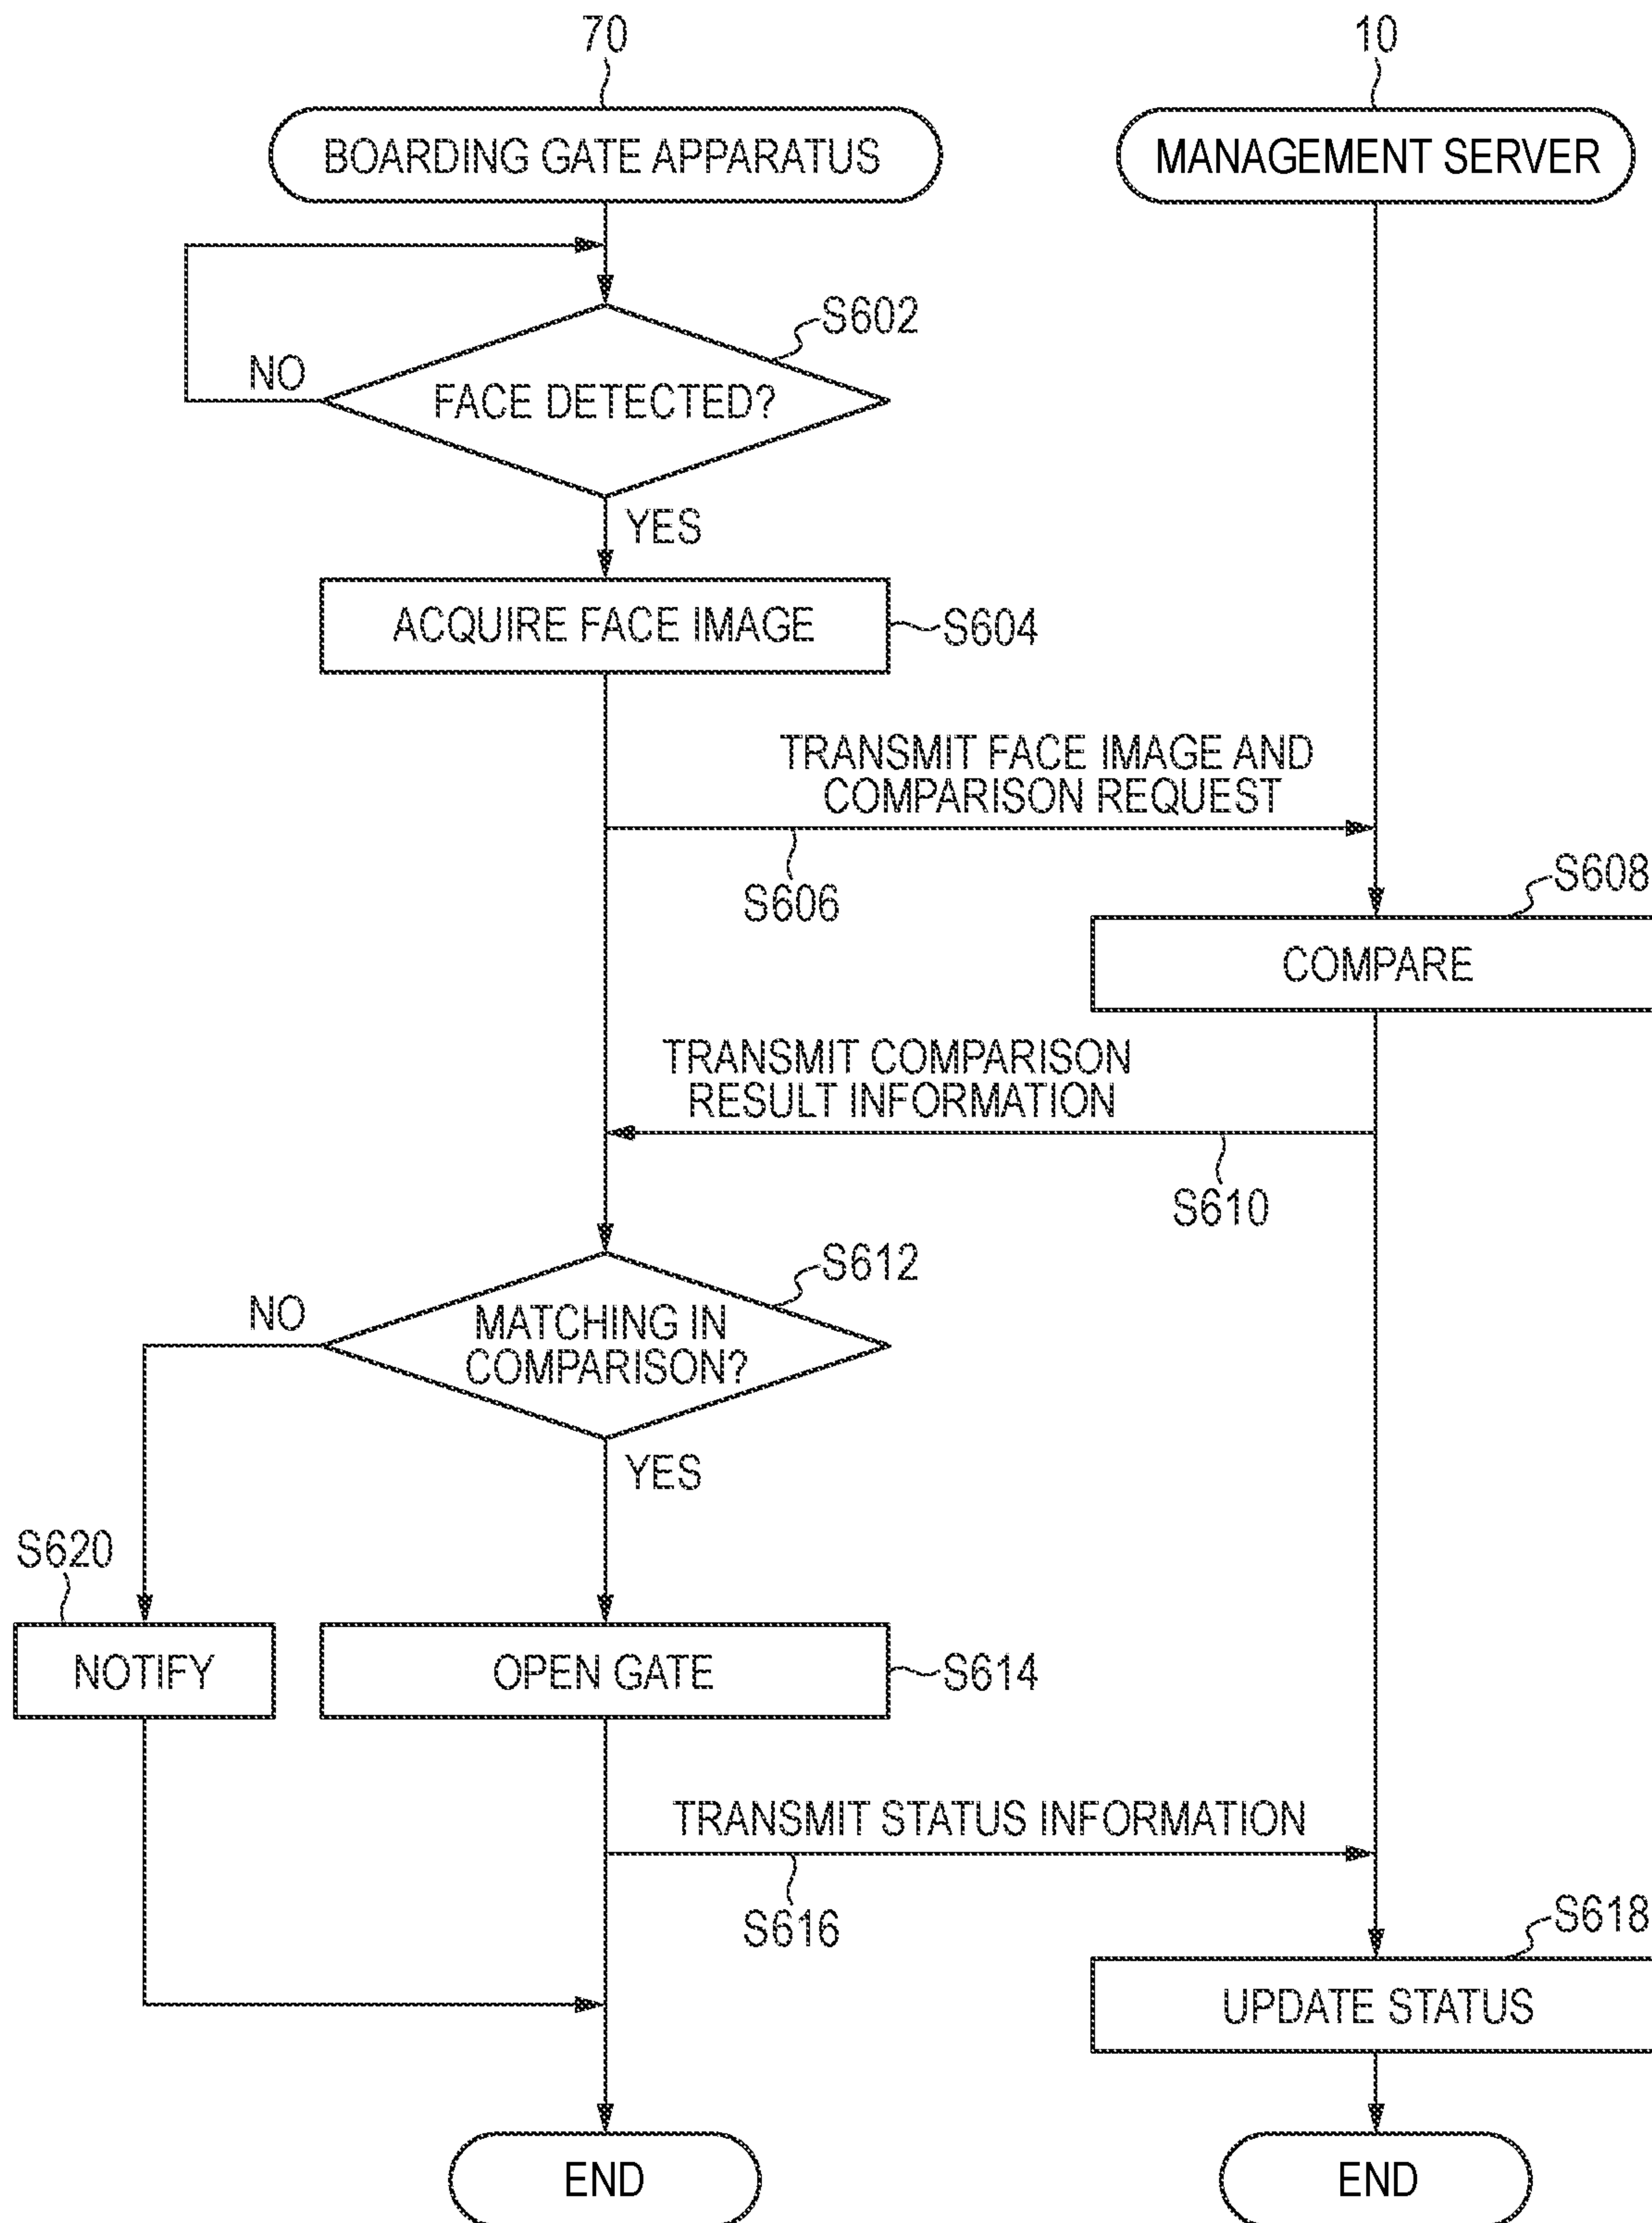 70
10
BOARDING GATE APPARATUS
MANAGEMENT SERVER
S602
NO
FACE DETECTED?
YES
ACQUIRE FACE IMAGE
S604
TRANSMIT FACE IMAGE AND
COMPARISON REQUEST
S606
S608
COMPARE
TRANSMIT COMPARISON
RESULT INFORMATION
S610
S612
NO
MATCHING IN
COMPARISON?
YES
S620
NOTIFY
OPEN GATE
S614
TRANSMIT STATUS INFORMATION
S616
S618
UPDATE STATUS
END
END